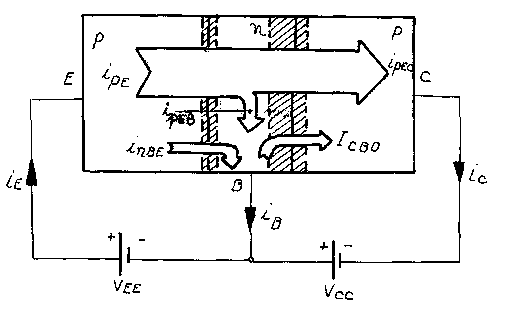 p n p
E i_pE i_pEC C
i_pEB
i_nBE I_CBO
i_E B i_B i_C
+ - + -
V_EE V_CC